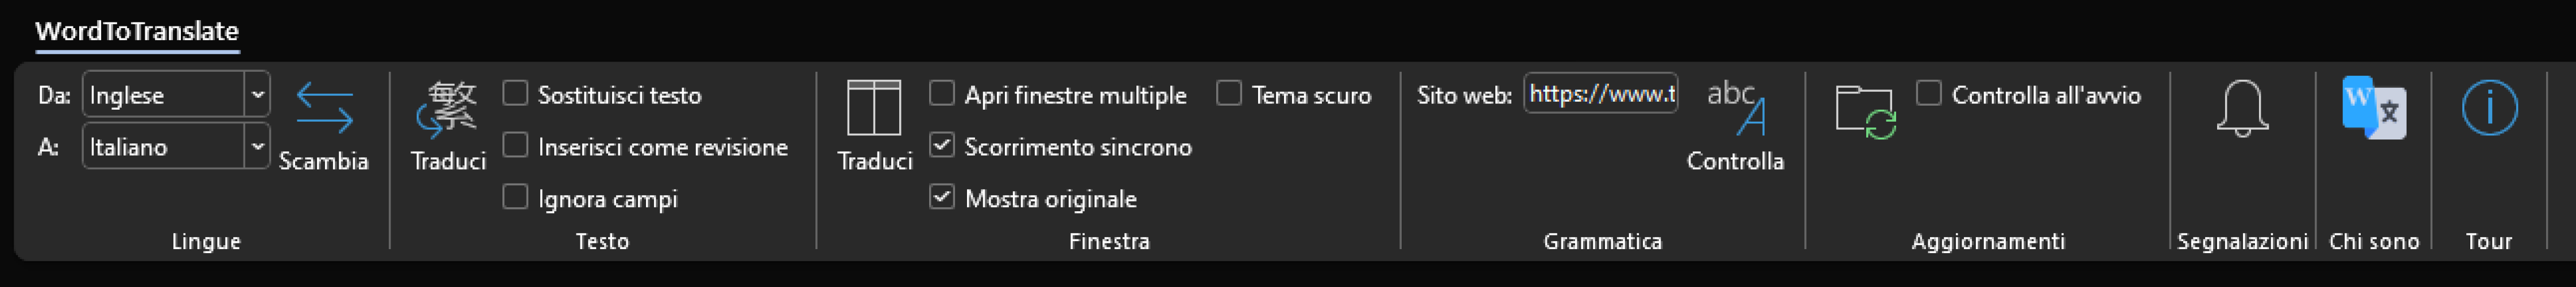 WordToTranslate
Da: Inglese
A: Italiano
Scambia
Lingue
繁
Traduci
Sostituisci testo
Inserisci come revisione
Ignora campi
Testo
Traduci
Apri finestre multiple
Scorrimento sincrono
Mostra originale
Tema scuro
Finestra
Sito web: https://www.t
abc A
Controlla
Grammatica
Controlla all'avvio
Aggiornamenti
Segnalazioni
W 文
Chi sono
i
Tour